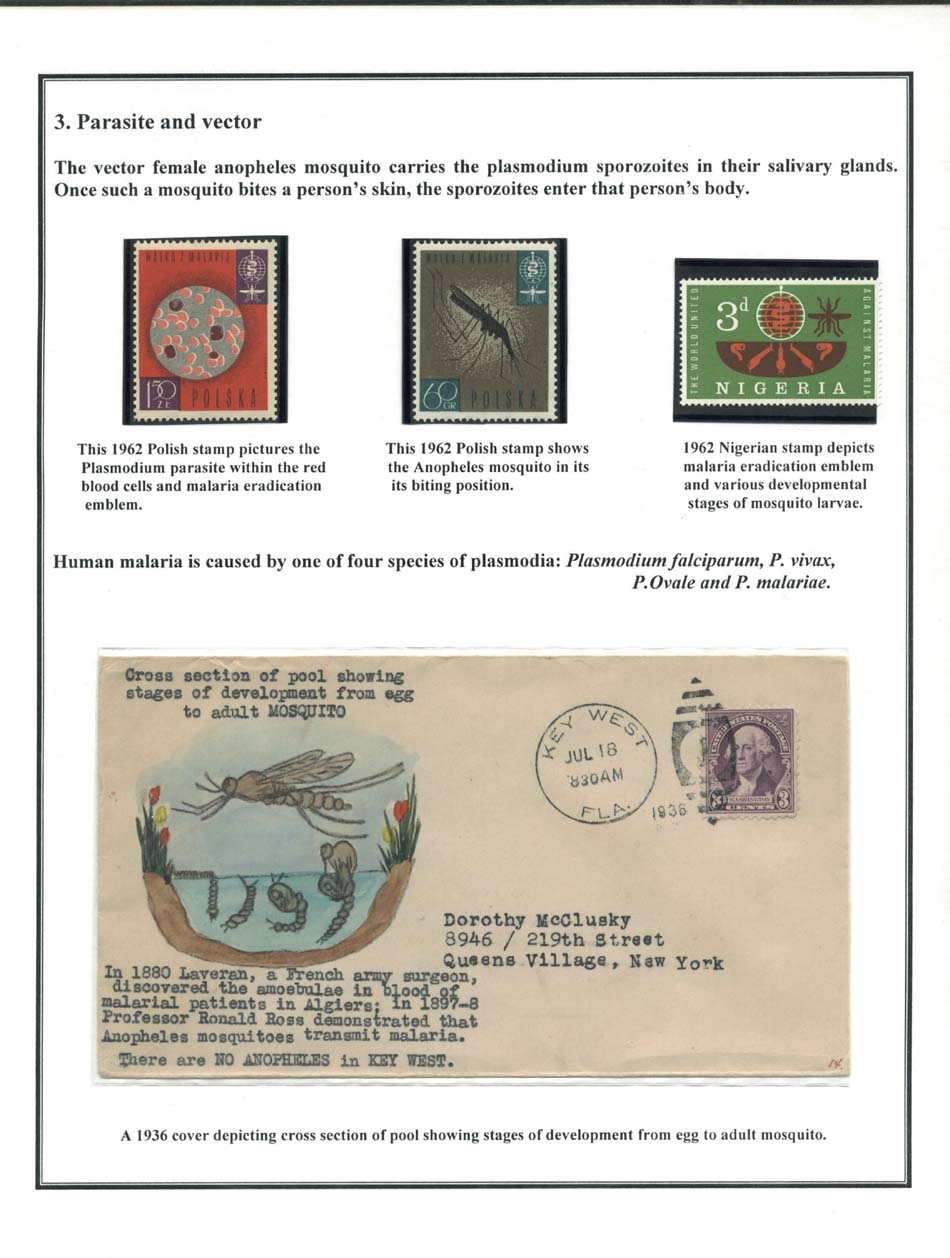 3. Parasite and vector
The vector female anopheles mosquito carries the plasmodium sporozoites in their salivary glands.
Once such a mosquito bites a person's skin, the sporozoites enter that person's body.
WALKA Z MALARIĄ
1 50 ZŁ
POLSKA
WALKA Z MALARIĄ
60 GR
POLSKA
THE WORLD UNITED
3d
AGAINST MALARIA
NIGERIA
This 1962 Polish stamp pictures the
Plasmodium parasite within the red
blood cells and malaria eradication
emblem.
This 1962 Polish stamp shows
the Anopheles mosquito in its
its biting position.
1962 Nigerian stamp depicts
malaria eradication emblem
and various developmental
stages of mosquito larvae.
Human malaria is caused by one of four species of plasmodia: Plasmodium falciparum, P. vivax,
P.Ovale and P. malariae.
Cross section of pool showing
stages of development from egg
to adult MOSQUITO
KEY WEST
JUL 18
830AM
FLA.
1936
UNITED STATES POSTAGE
3 WASHINGTON 3
CENTS
Dorothy McClusky
8946 / 219th Street
Queens Village, New York
In 1880 Laveran, a French army surgeon,
discovered the amoebulae in blood of
malarial patients in Algiers; in 1897-8
Professor Ronald Ross demonstrated that
Anopheles mosquitoes transmit malaria.
There are NO ANOPHELES in KEY WEST.
A 1936 cover depicting cross section of pool showing stages of development from egg to adult mosquito.